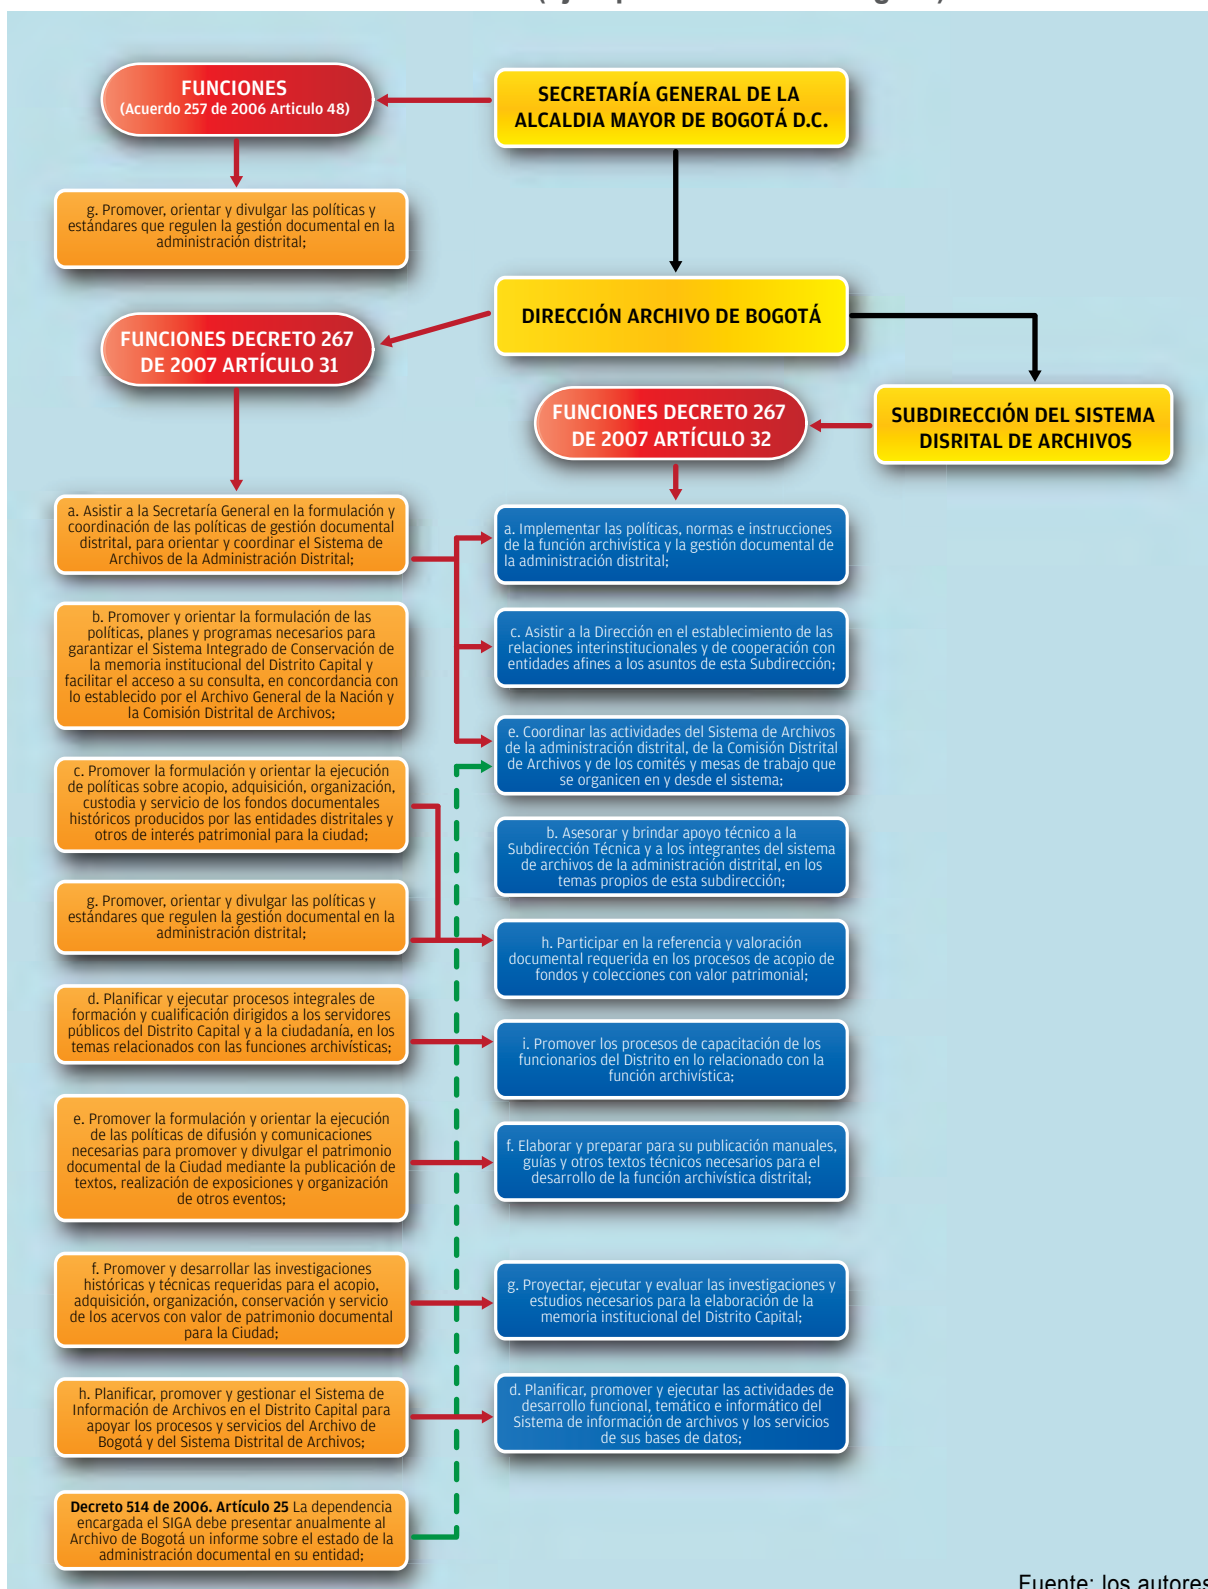 FUNCIONES
(Acuerdo 257 de 2006 Articulo 48)
SECRETARÍA GENERAL DE LA
ALCALDIA MAYOR DE BOGOTÁ D.C.
g. Promover, orientar y divulgar las políticas y
estándares que regulen la gestión documental en la
administración distrital;
DIRECCIÓN ARCHIVO DE BOGOTÁ
FUNCIONES DECRETO 267
DE 2007 ARTÍCULO 31
SUBDIRECCIÓN DEL SISTEMA
DISRITAL DE ARCHIVOS
FUNCIONES DECRETO 267
DE 2007 ARTÍCULO 32
a. Asistir a la Secretaría General en la formulación y
coordinación de las políticas de gestión documental
distrital, para orientar y coordinar el Sistema de
Archivos de la Administración Distrital;
b. Promover y orientar la formulación de las
políticas, planes y programas necesarios para
garantizar el Sistema Integrado de Conservación de
la memoria institucional del Distrito Capital y
facilitar el acceso a su consulta, en concordancia con
lo establecido por el Archivo General de la Nación y
la Comisión Distrital de Archivos;
c. Promover la formulación y orientar la ejecución
de políticas sobre acopio, adquisición, organización,
custodia y servicio de los fondos documentales
históricos producidos por las entidades distritales y
otros de interés patrimonial para la ciudad;
g. Promover, orientar y divulgar las políticas y
estándares que regulen la gestión documental en la
administración distrital;
d. Planificar y ejecutar procesos integrales de
formación y cualificación dirigidos a los servidores
públicos del Distrito Capital y a la ciudadanía, en los
temas relacionados con las funciones archivísticas;
e. Promover la formulación y orientar la ejecución
de las políticas de difusión y comunicaciones
necesarias para promover y divulgar el patrimonio
documental de la Ciudad mediante la publicación de
textos, realización de exposiciones y organización
de otros eventos;
f. Promover y desarrollar las investigaciones
históricas y técnicas requeridas para el acopio,
adquisición, organización, conservación y servicio
de los acervos con valor de patrimonio documental
para la Ciudad;
h. Planificar, promover y gestionar el Sistema de
Información de Archivos en el Distrito Capital para
apoyar los procesos y servicios del Archivo de
Bogotá y del Sistema Distrital de Archivos;
Decreto 514 de 2006. Artículo 25 La dependencia
encargada el SIGA debe presentar anualmente al
Archivo de Bogotá un informe sobre el estado de la
administración documental en su entidad;
a. Implementar las políticas, normas e instrucciones
de la función archivística y la gestión documental de
la administración distrital;
c. Asistir a la Dirección en el establecimiento de las
relaciones interinstitucionales y de cooperación con
entidades afines a los asuntos de esta Subdirección;
e. Coordinar las actividades del Sistema de Archivos
de la administración distrital, de la Comisión Distrital
de Archivos y de los comités y mesas de trabajo que
se organicen en y desde el sistema;
b. Asesorar y brindar apoyo técnico a la
Subdirección Técnica y a los integrantes del sistema
de archivos de la administración distrital, en los
temas propios de esta subdirección;
h. Participar en la referencia y valoración
documental requerida en los procesos de acopio de
fondos y colecciones con valor patrimonial;
i. Promover los procesos de capacitación de los
funcionarios del Distrito en lo relacionado con la
función archivística;
f. Elaborar y preparar para su publicación manuales,
guías y otros textos técnicos necesarios para el
desarrollo de la función archivística distrital;
g. Proyectar, ejecutar y evaluar las investigaciones y
estudios necesarios para la elaboración de la
memoria institucional del Distrito Capital;
d. Planificar, promover y ejecutar las actividades de
desarrollo funcional, temático e informático del
Sistema de información de archivos y los servicios
de sus bases de datos;
Fuente: los autores